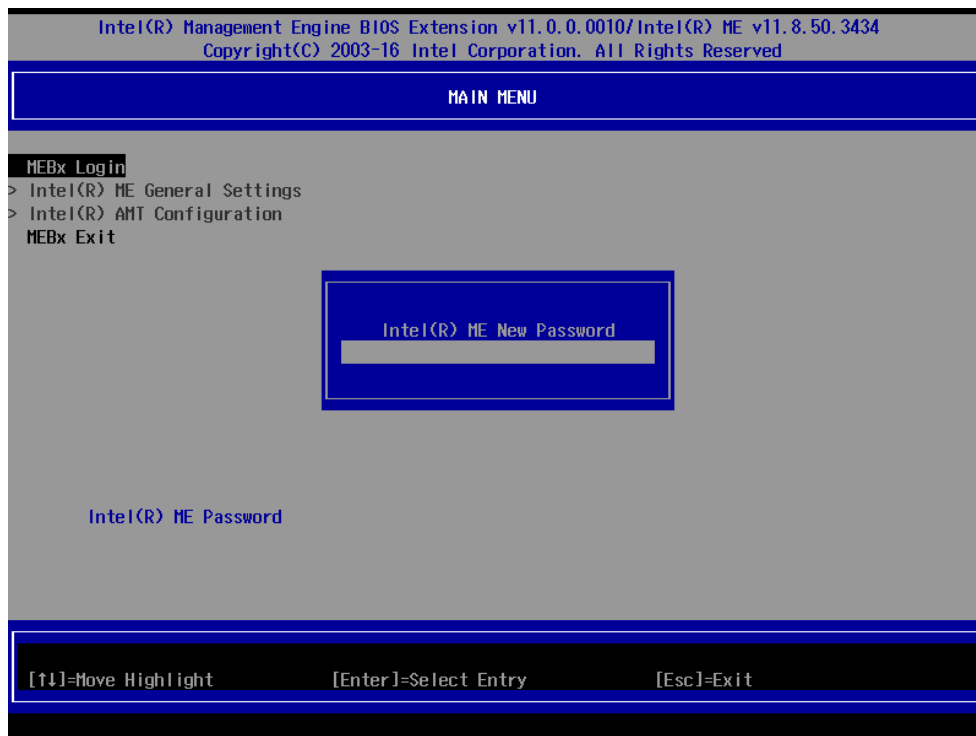 Intel(R) Management Engine BIOS Extension v11.0.0.0010/Intel(R) ME v11.8.50.3434
Copyright(C) 2003-16 Intel Corporation. All Rights Reserved
MAIN MENU
MEBx Login
> Intel(R) ME General Settings
> Intel(R) AMT Configuration
MEBx Exit
Intel(R) ME New Password
Intel(R) ME Password
[↑↓]=Move Highlight [Enter]=Select Entry [Esc]=Exit